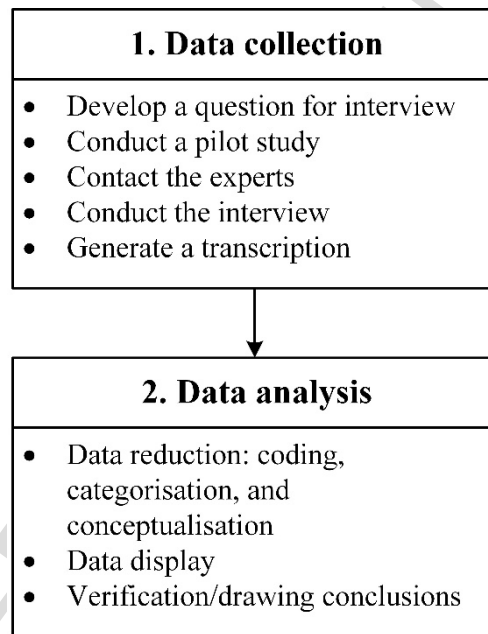 1. Data collection
• Develop a question for interview
• Conduct a pilot study
• Contact the experts
• Conduct the interview
• Generate a transcription
2. Data analysis
• Data reduction: coding,
categorisation, and
conceptualisation
• Data display
• Verification/drawing conclusions